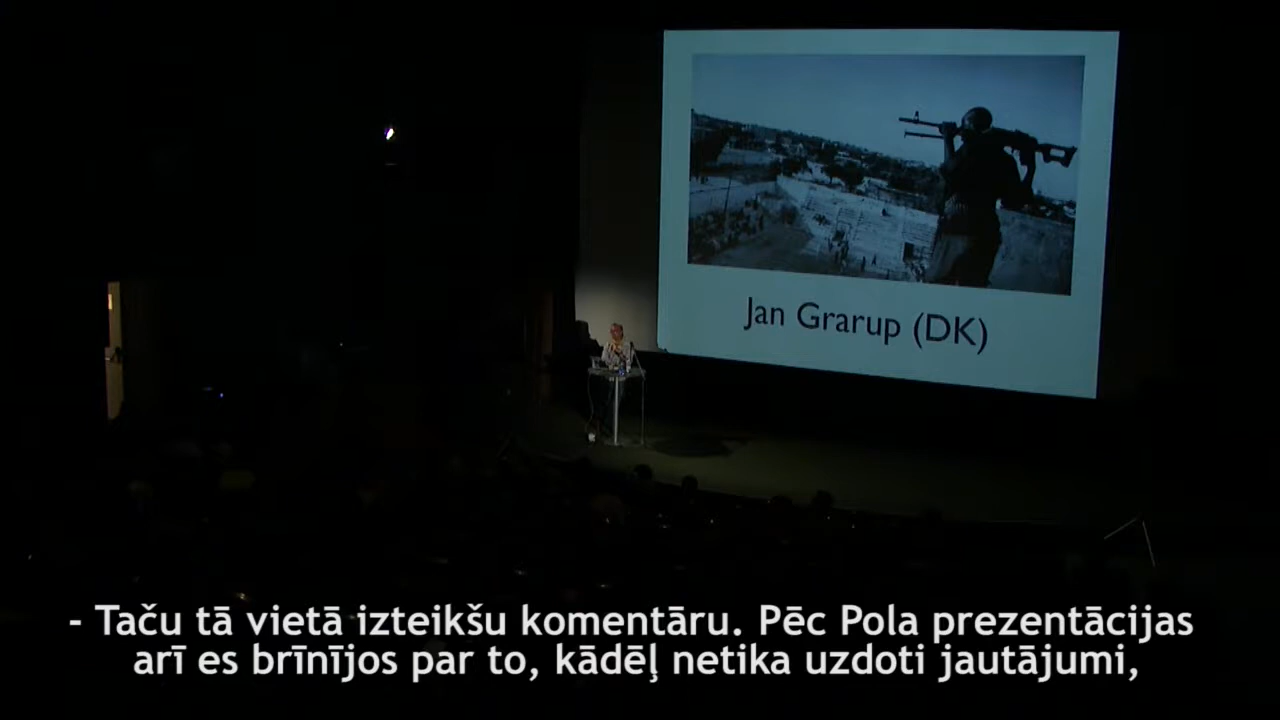 Jan Grarup (DK)
- Taču tā vietā izteikšu komentāru. Pēc Pola prezentācijas
arī es brīnījos par to, kādēļ netika uzdoti jautājumi,